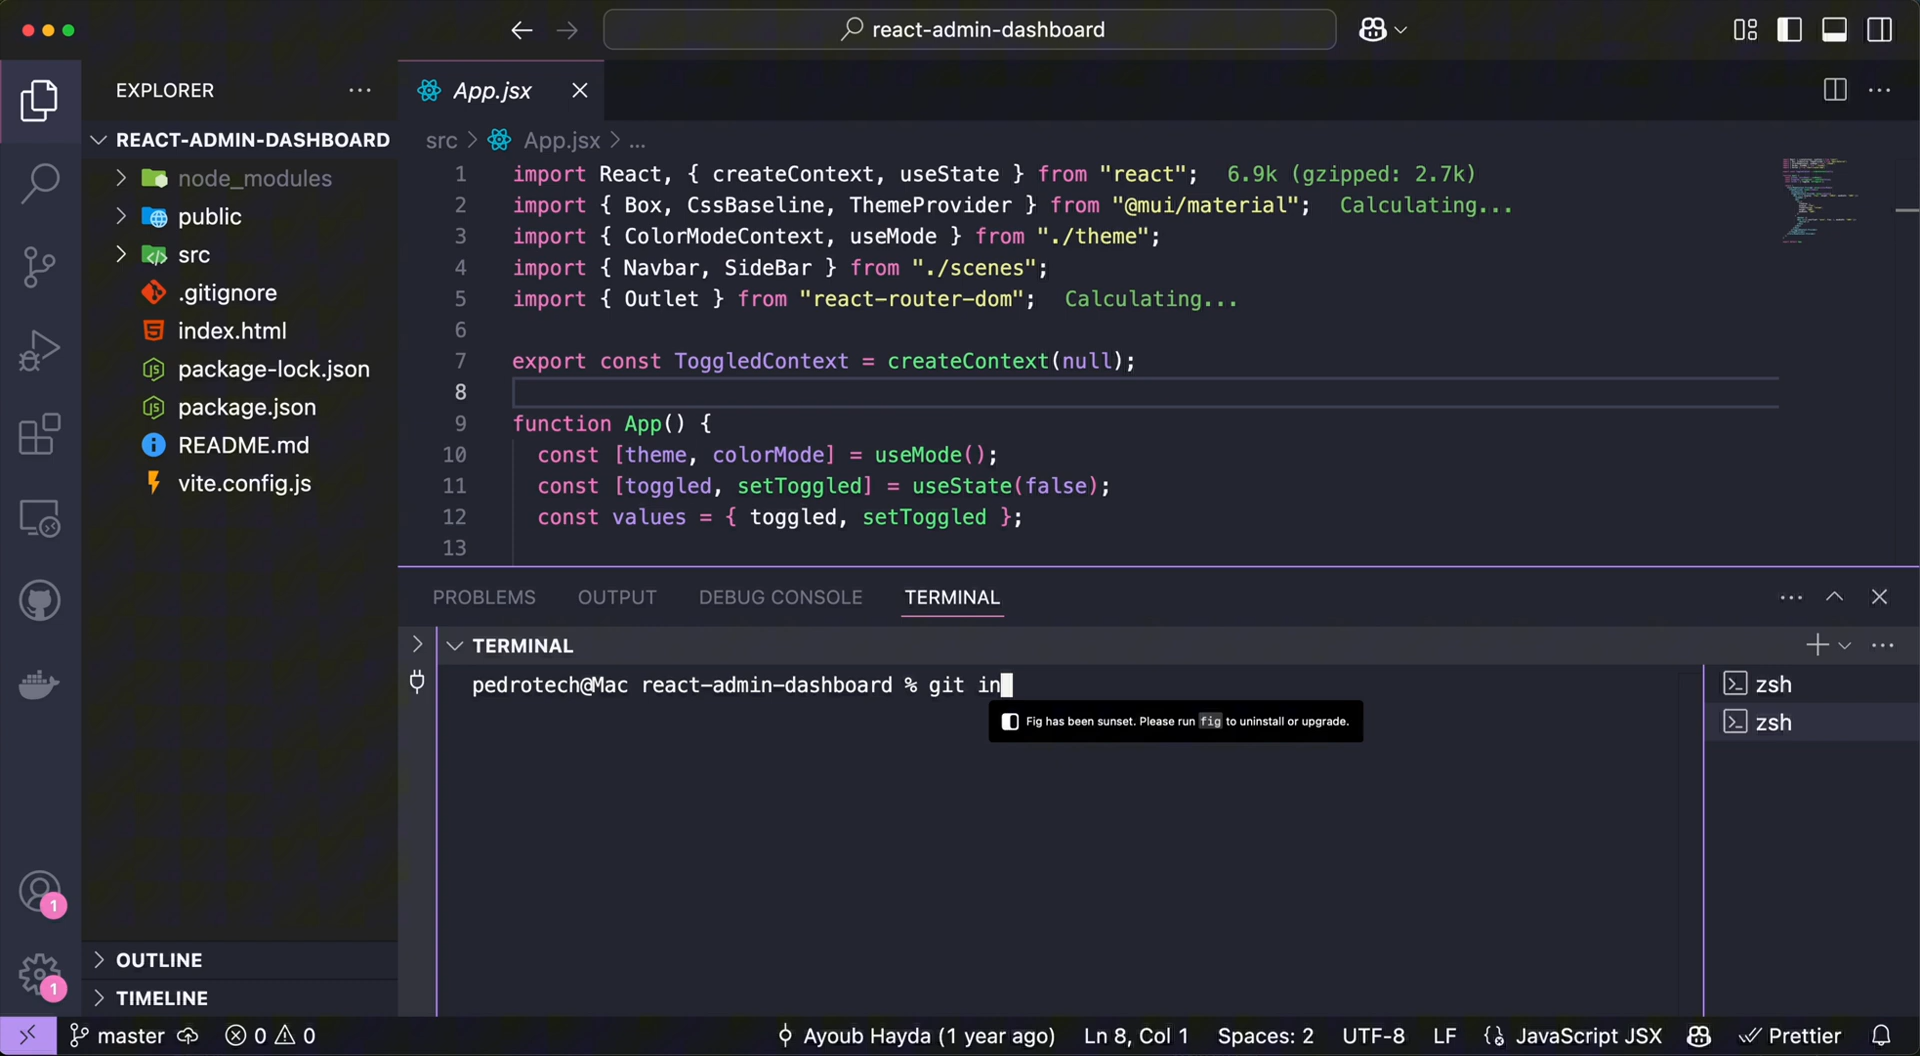 react-admin-dashboard
EXPLORER
App.jsx
REACT-ADMIN-DASHBOARD
node_modules
public
src
.gitignore
index.html
package-lock.json
package.json
README.md
vite.config.js
OUTLINE
TIMELINE
src > App.jsx > ...
1 import React, { createContext, useState } from "react"; 6.9k (gzipped: 2.7k)
2 import { Box, CssBaseline, ThemeProvider } from "@mui/material"; Calculating...
3 import { ColorModeContext, useMode } from "./theme";
4 import { Navbar, SideBar } from "./scenes";
5 import { Outlet } from "react-router-dom"; Calculating...
6
7 export const ToggledContext = createContext(null);
8
9 function App() {
10 const [theme, colorMode] = useMode();
11 const [toggled, setToggled] = useState(false);
12 const values = { toggled, setToggled };
13
PROBLEMS OUTPUT DEBUG CONSOLE TERMINAL
TERMINAL
pedrotech@Mac react-admin-dashboard % git in
Fig has been sunset. Please run fig to uninstall or upgrade.
zsh
zsh
1
1
master 0 0 Ayoub Hayda (1 year ago) Ln 8, Col 1 Spaces: 2 UTF-8 LF {} JavaScript JSX Prettier